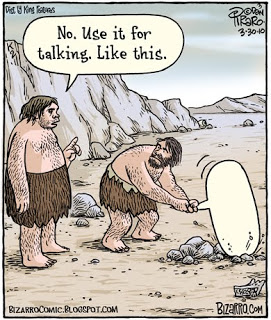 Dist. by King Features
© DAN
PIRARO
3-30-10
No. Use it for
talking. Like this.
BIZARROCOMIC.BLOGSPOT.COM
BIZARRO.COM